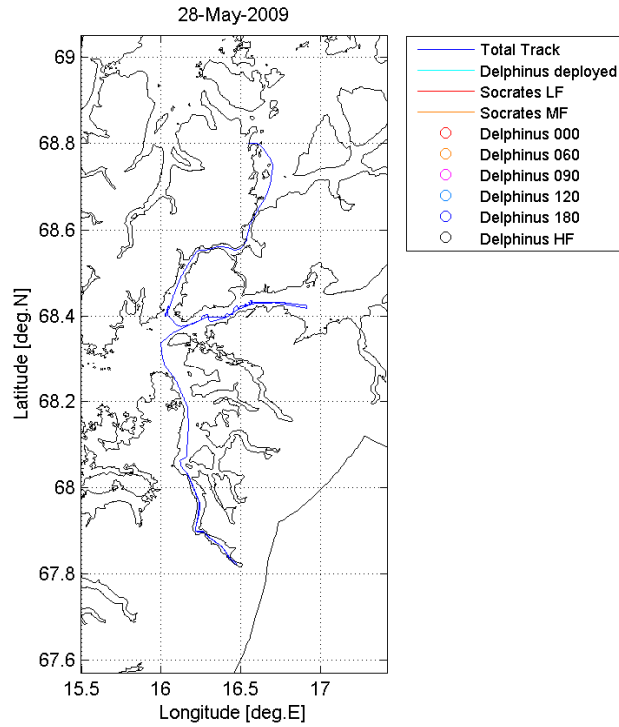 28-May-2009
69
68.8
68.6
68.4
68.2
68
67.8
67.6
Latitude [deg.N]
15.5
16
16.5
17
Longitude [deg.E]
Total Track
Delphinus deployed
Socrates LF
Socrates MF
Delphinus 000
Delphinus 060
Delphinus 090
Delphinus 120
Delphinus 180
Delphinus HF